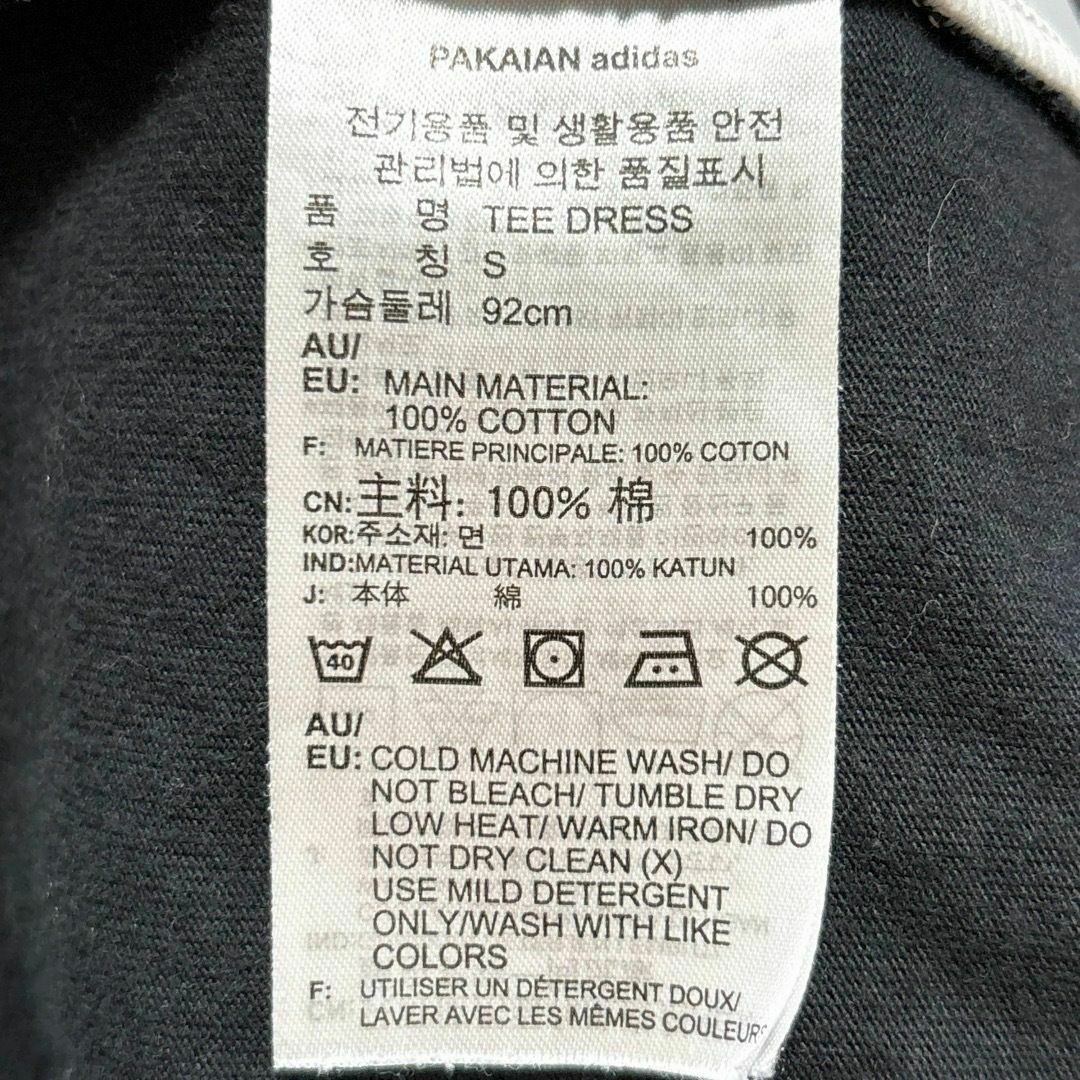 PAKAIAN adidas
전기용품 및 생활용품 안전
관리법에 의한 품질표시
품 명 TEE DRESS
호 칭 S
가슴둘레 92cm
AU/
EU: MAIN MATERIAL:
100% COTTON
F: MATIERE PRINCIPALE: 100% COTON
CN: 主料: 100% 棉
KOR: 주소재: 면 100%
IND: MATERIAL UTAMA: 100% KATUN
J: 本体 綿 100%
40
AU/
EU: COLD MACHINE WASH/ DO
NOT BLEACH/ TUMBLE DRY
LOW HEAT/ WARM IRON/ DO
NOT DRY CLEAN (X)
USE MILD DETERGENT
ONLY/WASH WITH LIKE
COLORS
F: UTILISER UN DÉTERGENT DOUX/
LAVER AVEC LES MÊMES COULEURS